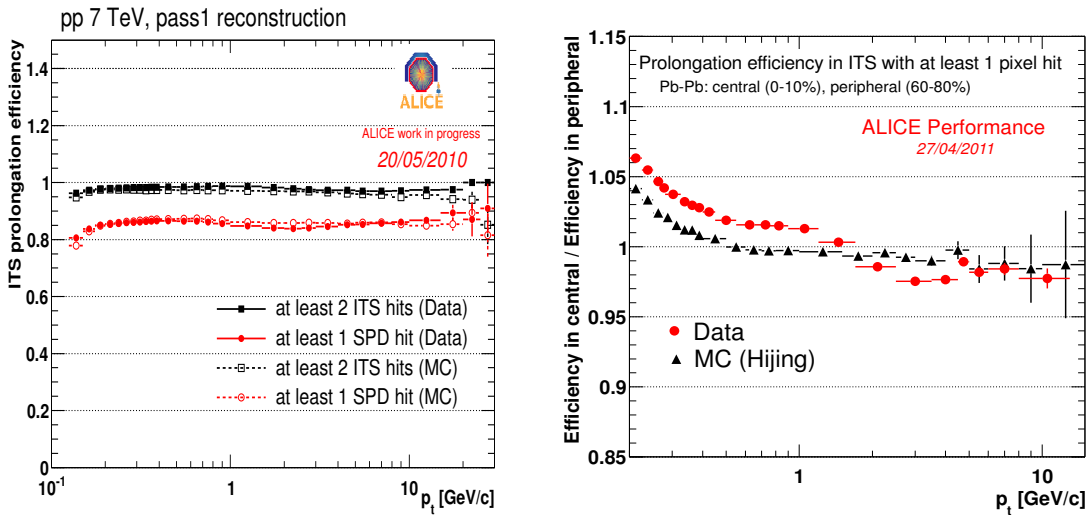 pp 7 TeV, pass1 reconstruction
ITS prolongation efficiency
1.4
1.2
1
0.8
0.6
0.4
0.2
0
ALICE
ALICE work in progress
20/05/2010
at least 2 ITS hits (Data)
at least 1 SPD hit (Data)
at least 2 ITS hits (MC)
at least 1 SPD hit (MC)
10^-1
1
10
p_t [GeV/c]
Efficiency in central / Efficiency in peripheral
1.15
1.1
1.05
1
0.95
0.9
0.85
Prolongation efficiency in ITS with at least 1 pixel hit
Pb-Pb: central (0-10%), peripheral (60-80%)
ALICE Performance
27/04/2011
Data
MC (Hijing)
1
10
p_t [GeV/c]